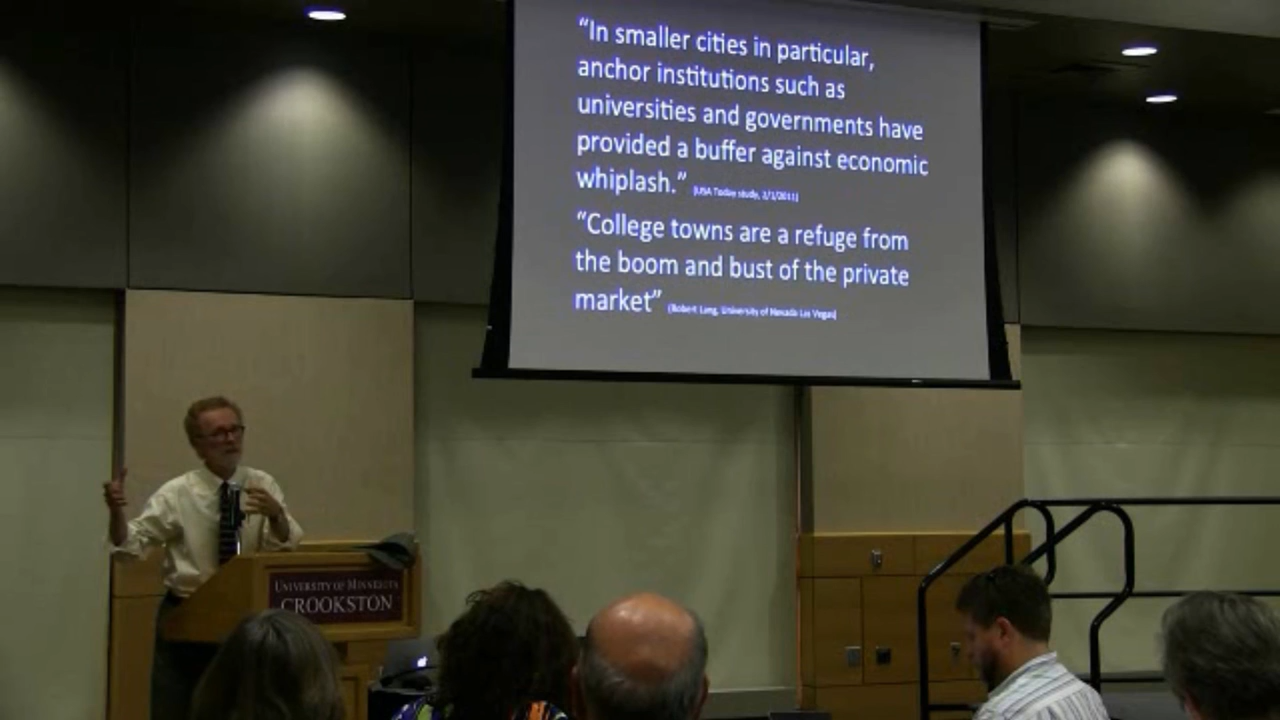 “In smaller cities in particular,
anchor institutions such as
universities and governments have
provided a buffer against economic
whiplash.” (USA Today study, 3/1/2011)
“College towns are a refuge from
the boom and bust of the private
market” (Robert Lang, University of Nevada Las Vegas)
UNIVERSITY OF MINNESOTA
CROOKSTON